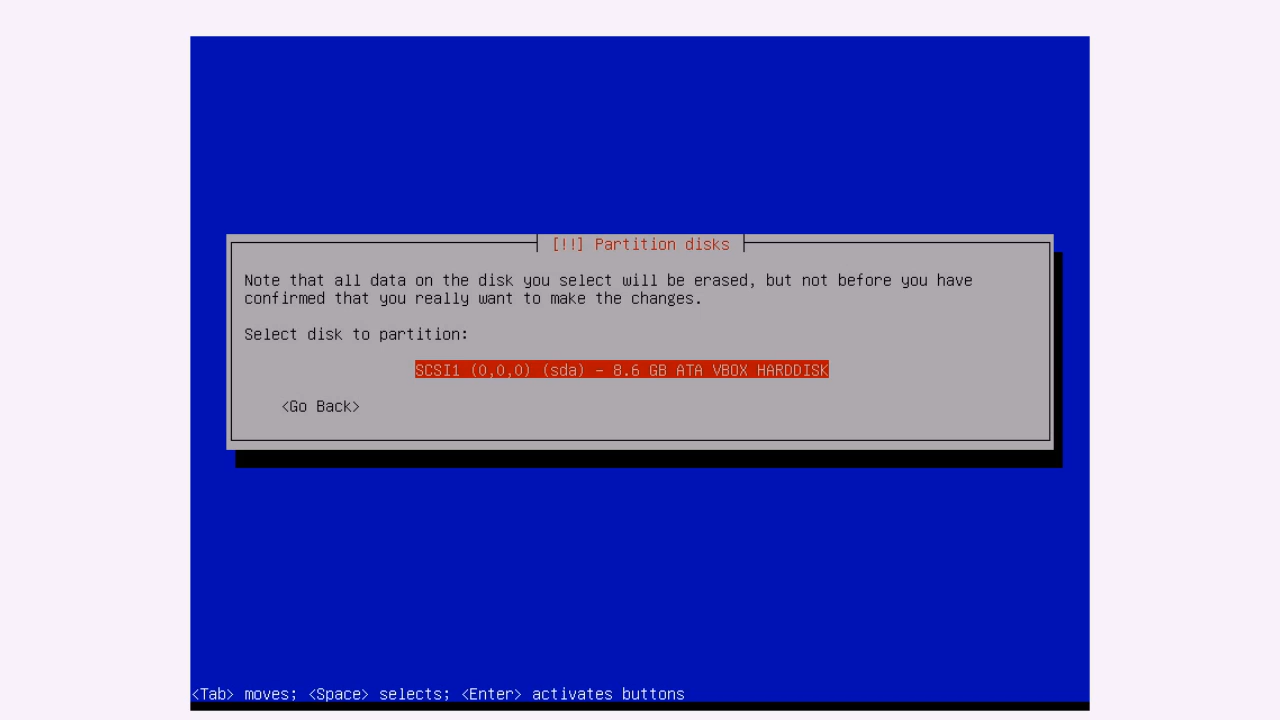 [!!] Partition disks
Note that all data on the disk you select will be erased, but not before you have
confirmed that you really want to make the changes.
Select disk to partition:
SCSI1 (0,0,0) (sda) - 8.6 GB ATA VBOX HARDDISK
<Go Back>
<Tab> moves; <Space> selects; <Enter> activates buttons